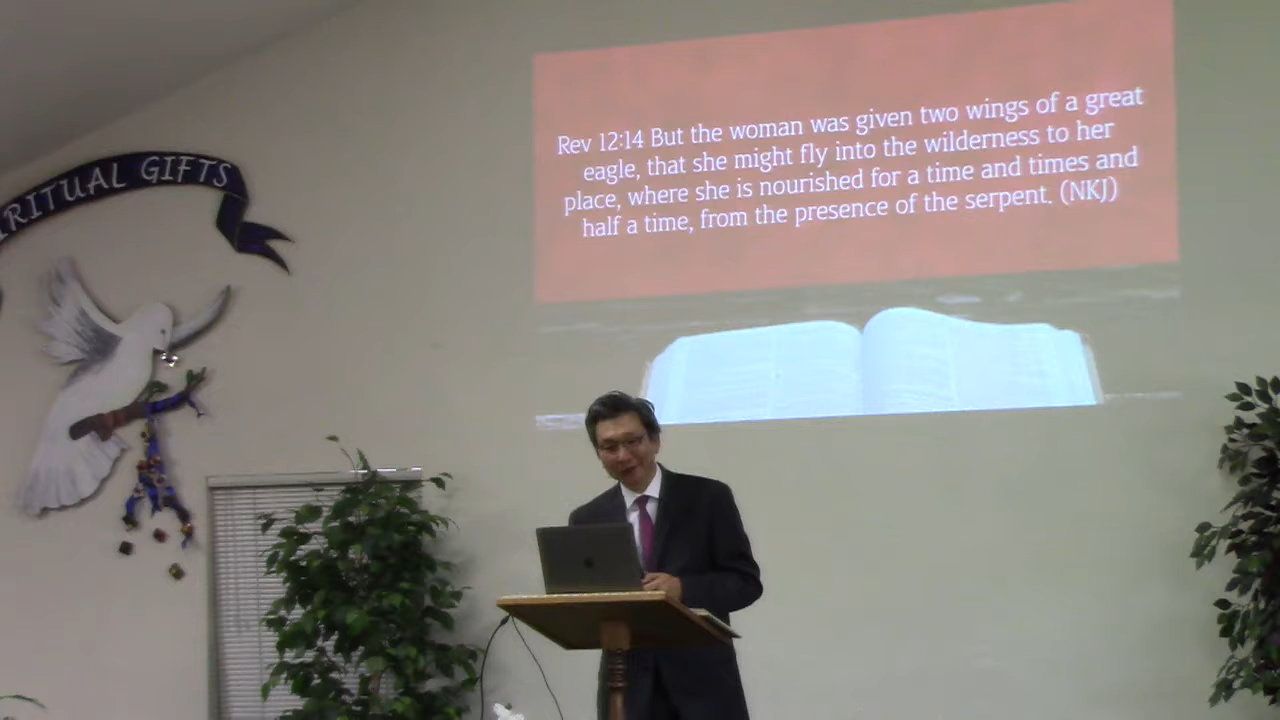 RITUAL GIFTS
Rev 12:14 But the woman was given two wings of a great
eagle, that she might fly into the wilderness to her
place, where she is nourished for a time and times and
half a time, from the presence of the serpent. (NKJ)